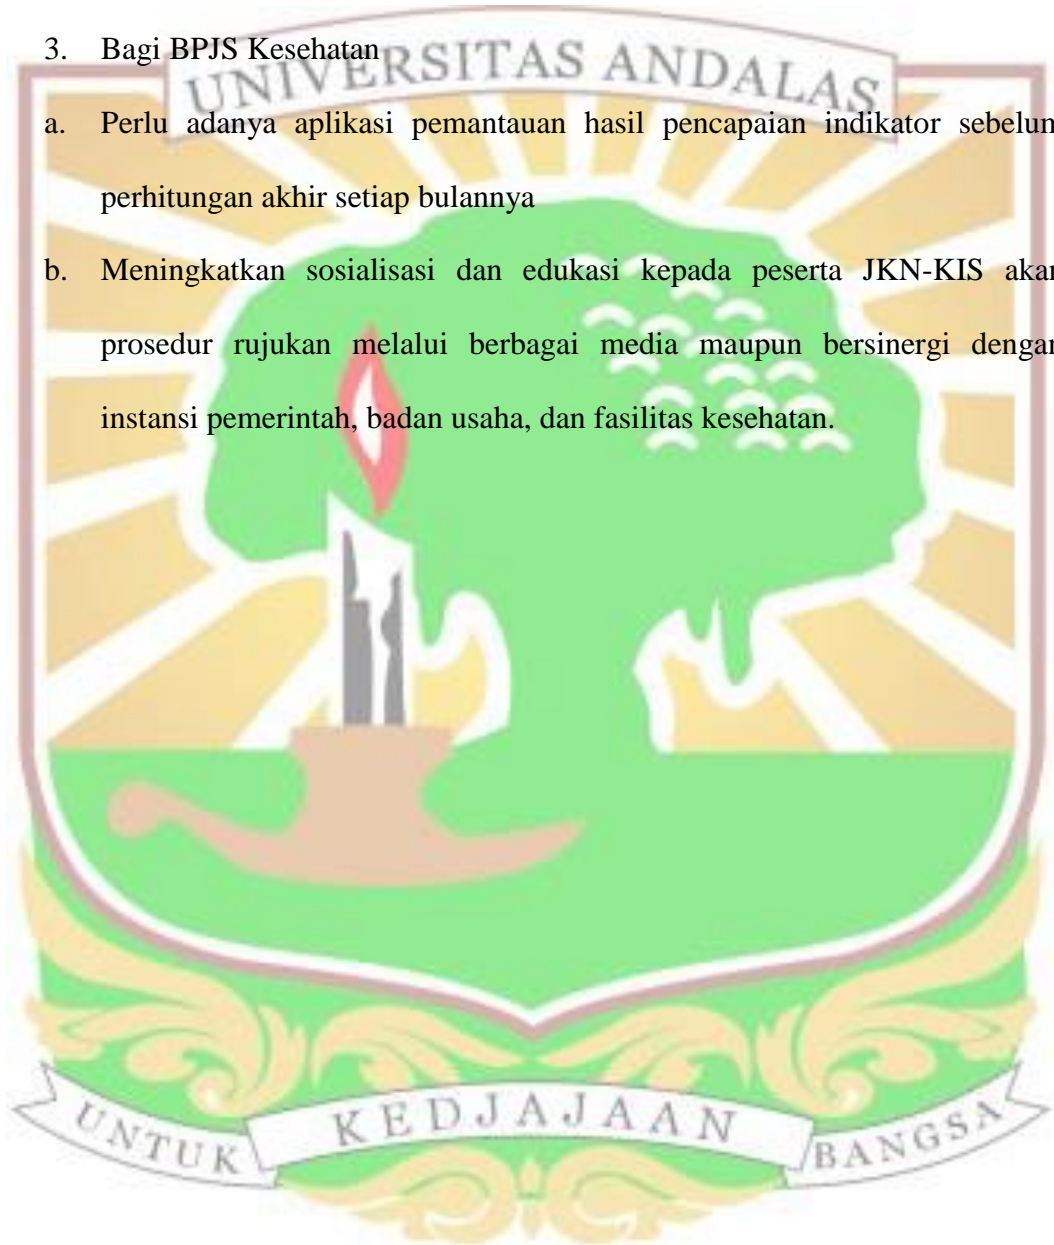 3. Bagi BPJS Kesehatan
UNIVERSITAS ANDALAS
a. Perlu adanya aplikasi pemantauan hasil pencapaian indikator sebelum
perhitungan akhir setiap bulannya
b. Meningkatkan sosialisasi dan edukasi kepada peserta JKN-KIS akan
prosedur rujukan melalui berbagai media maupun bersinergi dengan
instansi pemerintah, badan usaha, dan fasilitas kesehatan.
UNTUK KEDJAJAAN BANGSA